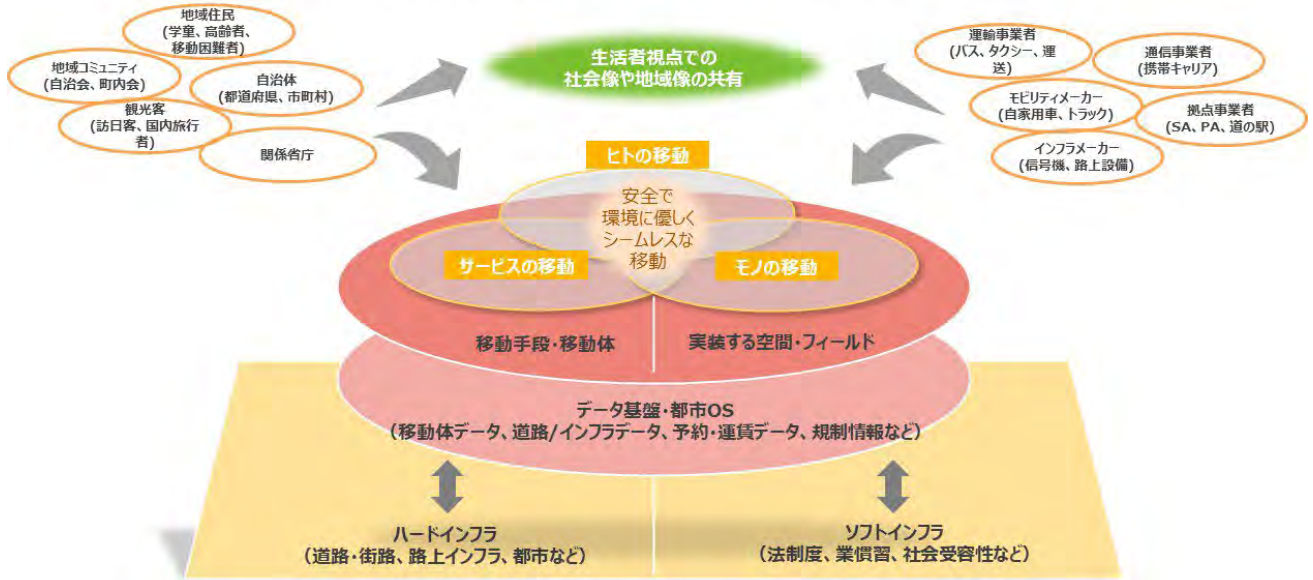 地域住民
(学童、高齢者、
移動困難者)
地域コミュニティ
(自治会、町内会)
自治体
(都道府県、市町村)
観光客
(訪日客、国内旅行
者)
関係省庁
生活者視点での
社会像や地域像の共有
運輸事業者
(バス、タクシー、運
送)
通信事業者
(携帯キャリア)
モビリティメーカー
(自家用車、トラック)
拠点事業者
(SA、PA、道の駅)
インフラメーカー
(信号機、路上設備)
ヒトの移動
安全で
環境に優しく
シームレスな
移動
サービスの移動
モノの移動
移動手段・移動体
実装する空間・フィールド
データ基盤・都市OS
(移動体データ、道路/インフラデータ、予約・運賃データ、規制情報など)
ハードインフラ
(道路・街路、路上インフラ、都市など)
ソフトインフラ
(法制度、業慣習、社会受容性など)